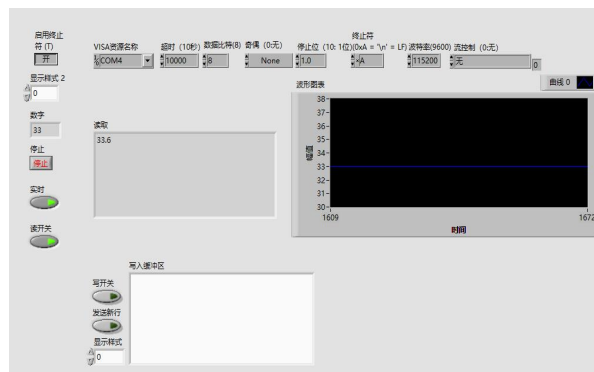 启用终止
符 (T)
开
VISA资源名称
COM4
超时 (10秒)
10000
数据比特(8)
8
奇偶 (0:无)
None
停止位 (10: 1位)
1.0
终止符
(0xA = '\n' = LF)
A
波特率(9600)
115200
流控制 (0:无)
无
0
显示样式 2
0
数字
33
停止
停止
实时
读开关
读取
33.6
波形图表
曲线 0
幅值
38
37
36
35
34
33
32
31
30
1609
1672
时间
写入缓冲区
写开关
发送新行
显示样式
0